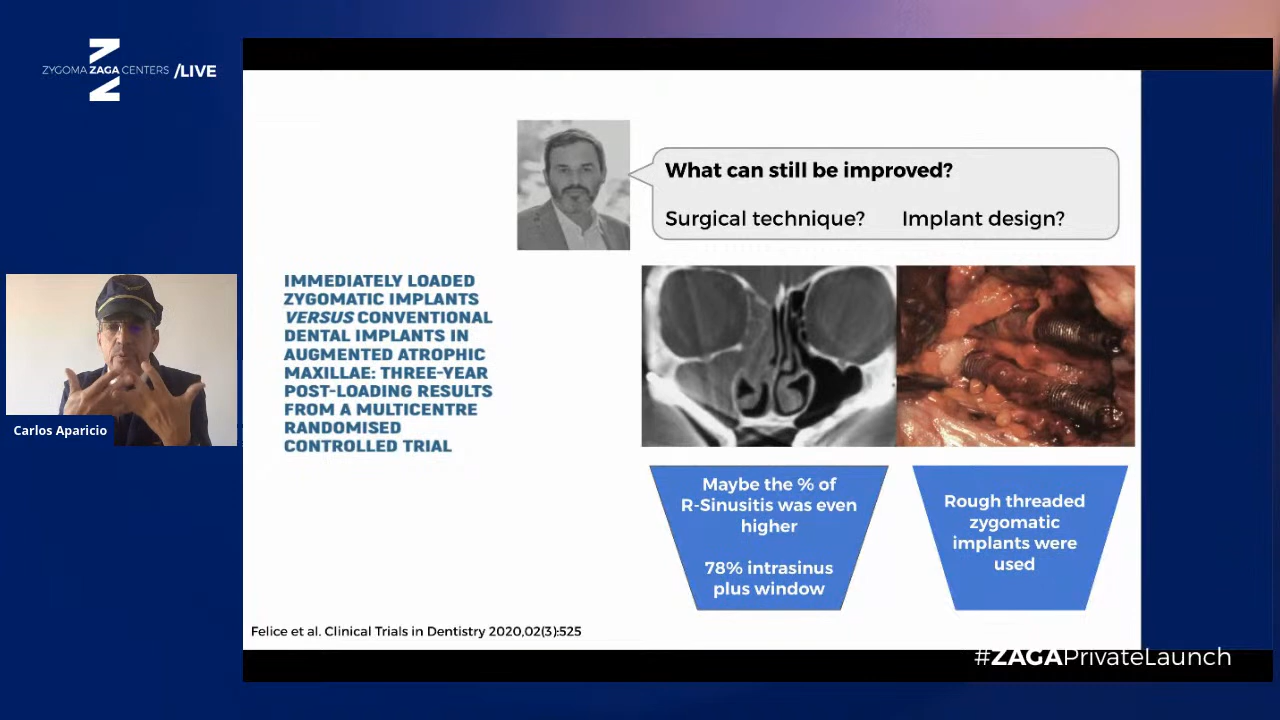 ZYGOMA ZAGA CENTERS /LIVE
What can still be improved?
Surgical technique? Implant design?
IMMEDIATELY LOADED
ZYGOMATIC IMPLANTS
VERSUS CONVENTIONAL
DENTAL IMPLANTS IN
AUGMENTED ATROPHIC
MAXILLAE: THREE-YEAR
POST-LOADING RESULTS
FROM A MULTICENTRE
RANDOMISED
CONTROLLED TRIAL
Carlos Aparicio
Maybe the % of
R-Sinusitis was even
higher
78% intrasinus
plus window
Rough threaded
zygomatic
implants were
used
Felice et al. Clinical Trials in Dentistry 2020,02(3):525
#ZAGAPrivateLaunch